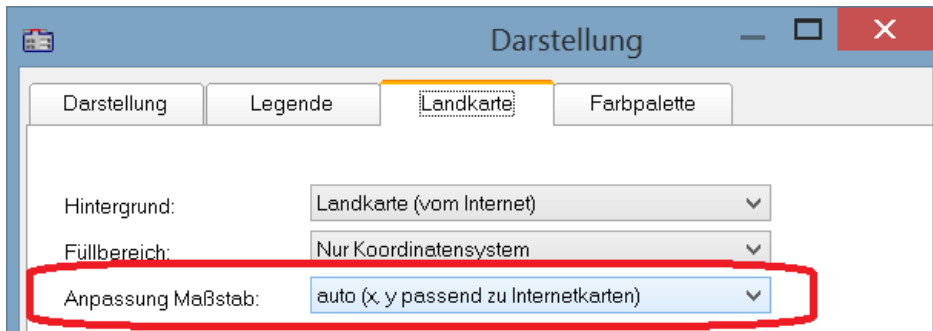 Darstellung
Darstellung Legende Landkarte Farbpalette
Hintergrund: Landkarte (vom Internet)
Füllbereich: Nur Koordinatensystem
Anpassung Maßstab: auto (x, y passend zu Internetkarten)